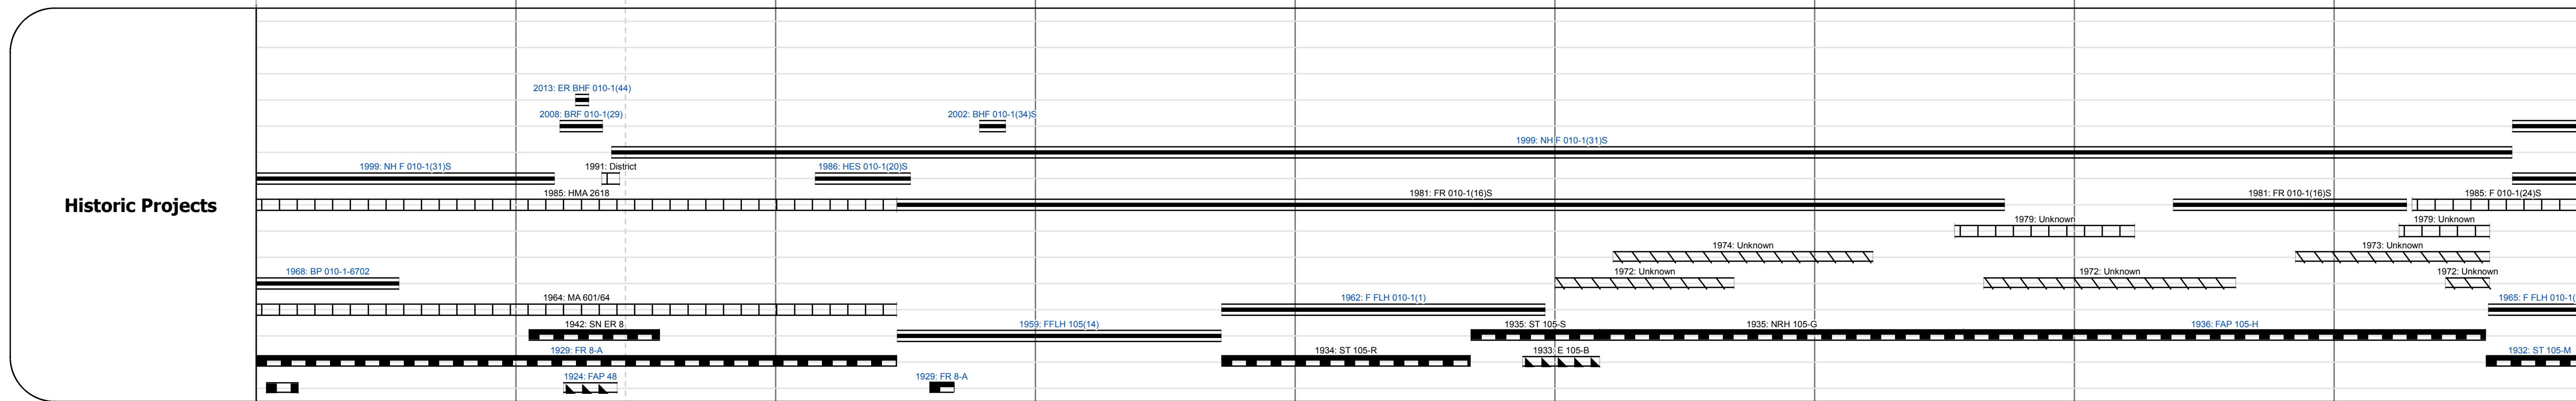 2013: ER BHF 010-1(44)
2008: BRF 010-1(29)
2002: BHF 010-1(34)S
1999: NH F 010-1(31)S
1999: NH F 010-1(31)S
1991: District
1986: HES 010-1(20)S
1985: HMA 2618
1981: FR 010-1(16)S
1981: FR 010-1(16)S
1985: F 010-1(24)S
Historic Projects
1979: Unknown
1979: Unknown
1974: Unknown
1973: Unknown
1968: BP 010-1-6702
1972: Unknown
1972: Unknown
1972: Unknown
1964: MA 601/64
1962: F FLH 010-1(1)
1965: F FLH 010-1(
1942: SN ER 8
1959: FFLH 105(14)
1935: ST 105-S
1935: NRH 105-G
1936: FAP 105-H
1929: FR 8-A
1934: ST 105-R
1933: E 105-B
1932: ST 105-M
1924: FAP 48
1929: FR 8-A